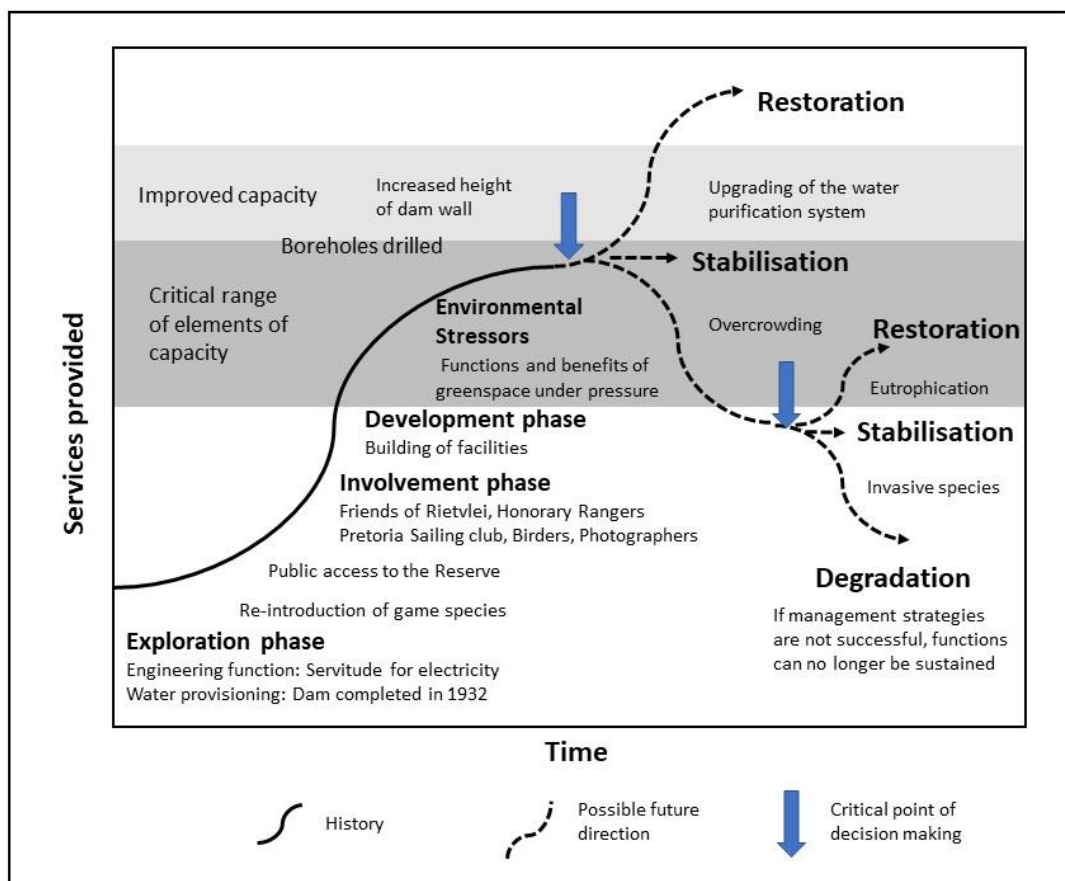 Restoration
Improved capacity
Increased height
of dam wall
Upgrading of the water
purification system
Boreholes drilled
Stabilisation
Critical range
of elements of
capacity
Environmental
Stressors
Functions and benefits of
greenspace under pressure
Overcrowding
Restoration
Eutrophication
Stabilisation
Invasive species
Degradation
If management strategies
are not successful, functions
can no longer be sustained
Development phase
Building of facilities
Involvement phase
Friends of Rietvlei, Honorary Rangers
Pretoria Sailing club, Birders, Photographers
Public access to the Reserve
Re-introduction of game species
Exploration phase
Engineering function: Servitude for electricity
Water provisioning: Dam completed in 1932
Services provided
Time
History
Possible future
direction
Critical point of
decision making